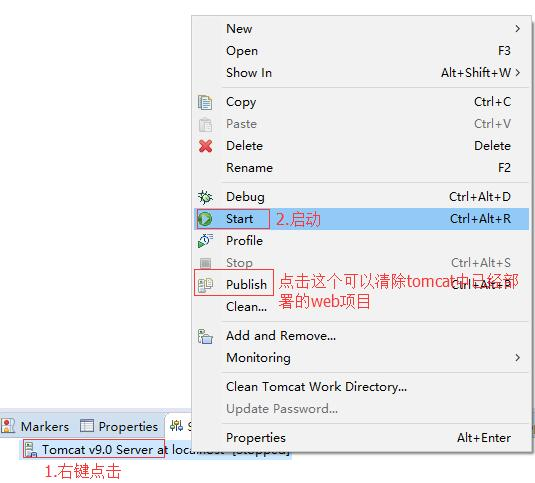 New
Open F3
Show In Alt+Shift+W
Copy Ctrl+C
Paste Ctrl+V
Delete Delete
Rename F2
Debug Ctrl+Alt+D
Start 2.启动 Ctrl+Alt+R
Profile
Stop Ctrl+Alt+S
Publish 点击这个可以清除tomcat中已经部 Ctrl+Alt+P
署的web项目
Clean...
Add and Remove...
Monitoring
Clean Tomcat Work Directory...
Update Password...
Properties Alt+Enter
Markers Properties S
Tomcat v9.0 Server at localhost [Stopped]
1.右键点击